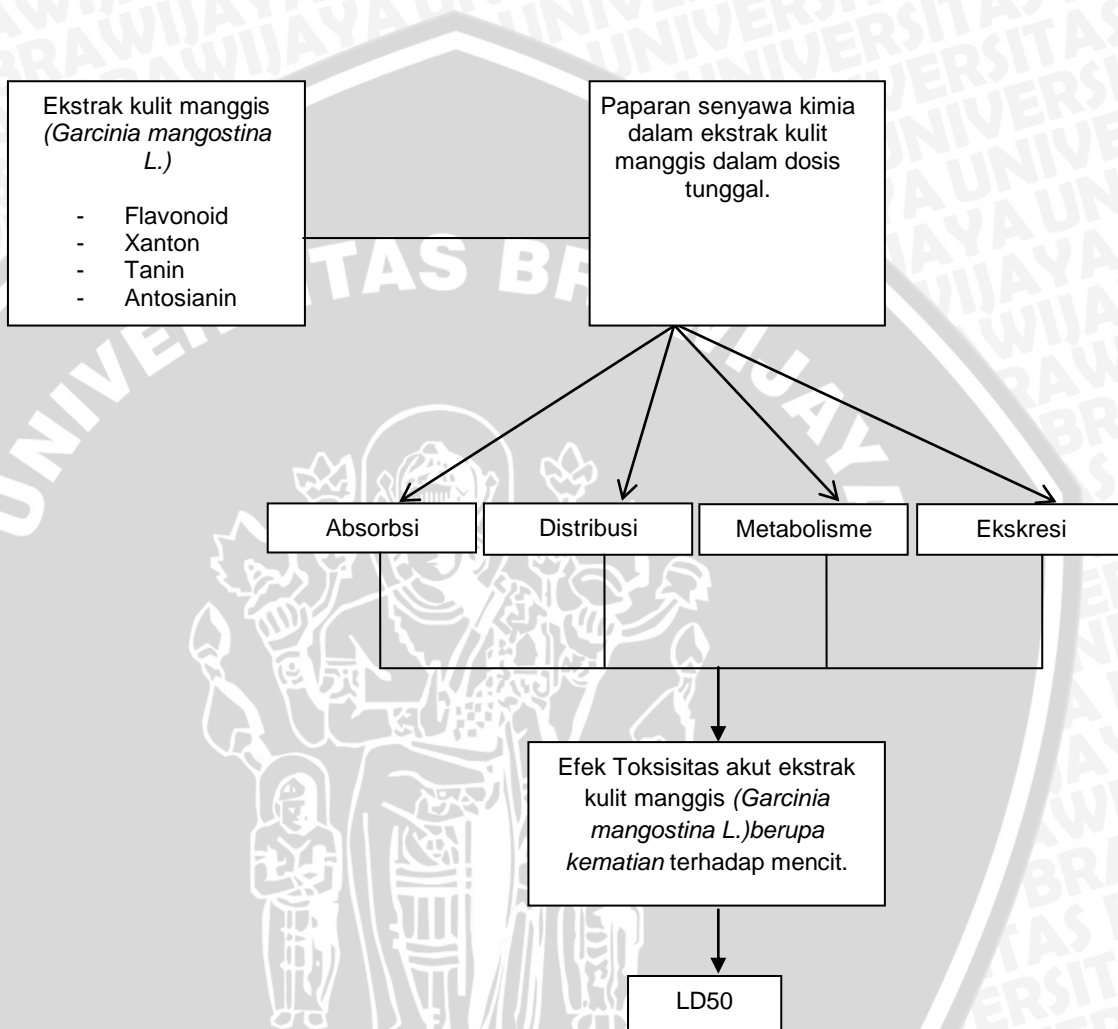 Ekstrak kulit manggis
(Garcinia mangostina
L.)
- Flavonoid
- Xanton
- Tanin
- Antosianin
Paparan senyawa kimia
dalam ekstrak kulit
manggis dalam dosis
tunggal.
Absorbsi
Distribusi
Metabolisme
Ekskresi
Efek Toksisitas akut ekstrak
kulit manggis (Garcinia
mangostina L.)berupa
kematian terhadap mencit.
LD50